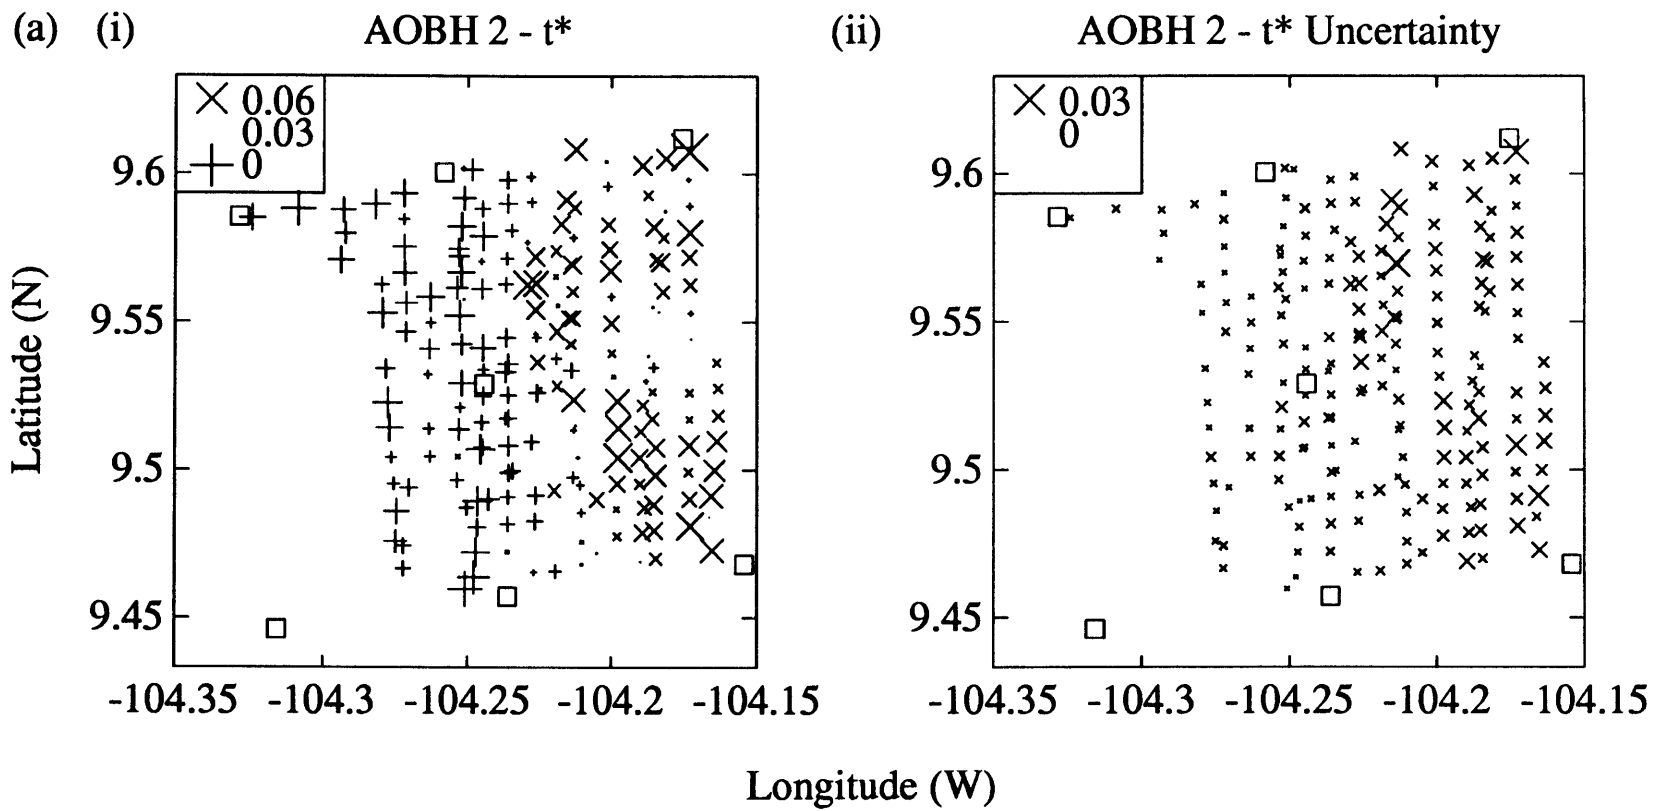 (a) (i) AOBH 2 - t* (ii) AOBH 2 - t* Uncertainty
0.06
0.03
0
0.03
0
9.6
9.55
9.5
9.45
9.6
9.55
9.5
9.45
Latitude (N)
-104.35 -104.3 -104.25 -104.2 -104.15
-104.35 -104.3 -104.25 -104.2 -104.15
Longitude (W)